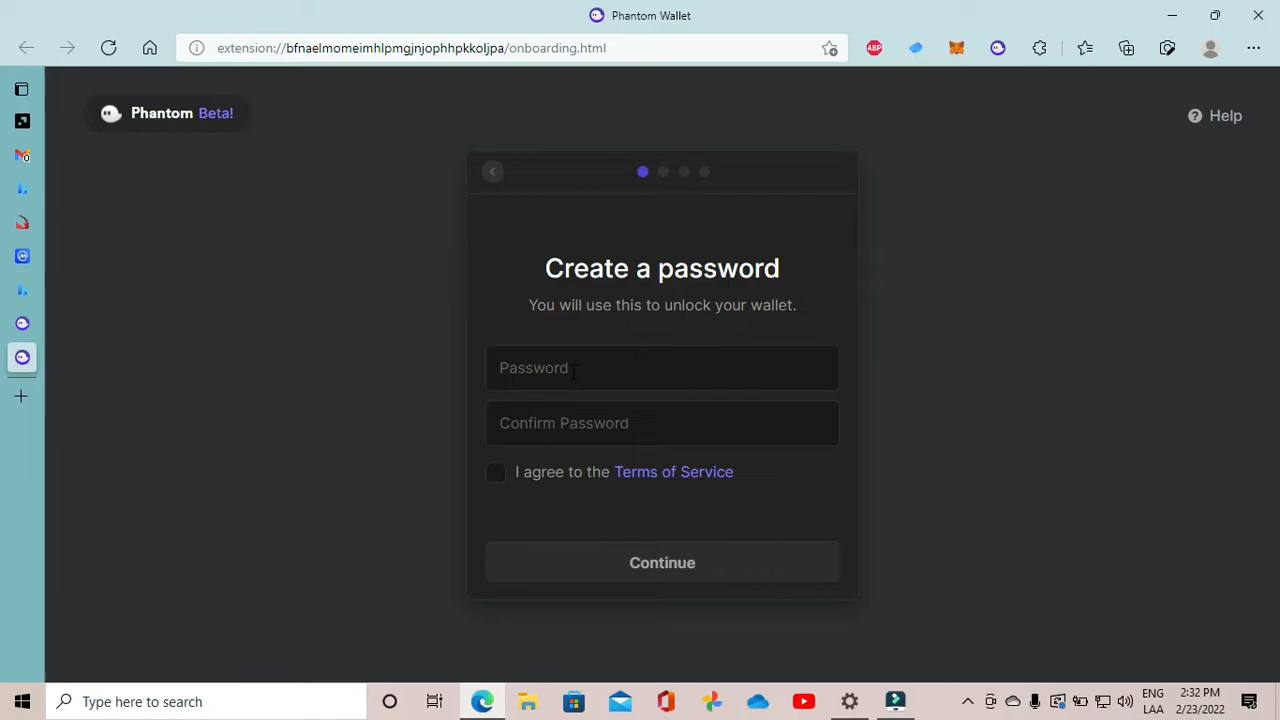 Phantom Wallet
extension://bfnaelmomeimhlpmgjnjophhpkkoljpa/onboarding.html
ABP
Phantom Beta!
Help
Create a password
You will use this to unlock your wallet.
Password
Confirm Password
I agree to the Terms of Service
Continue
Type here to search
ENG
LAA
2:32 PM
2/23/2022